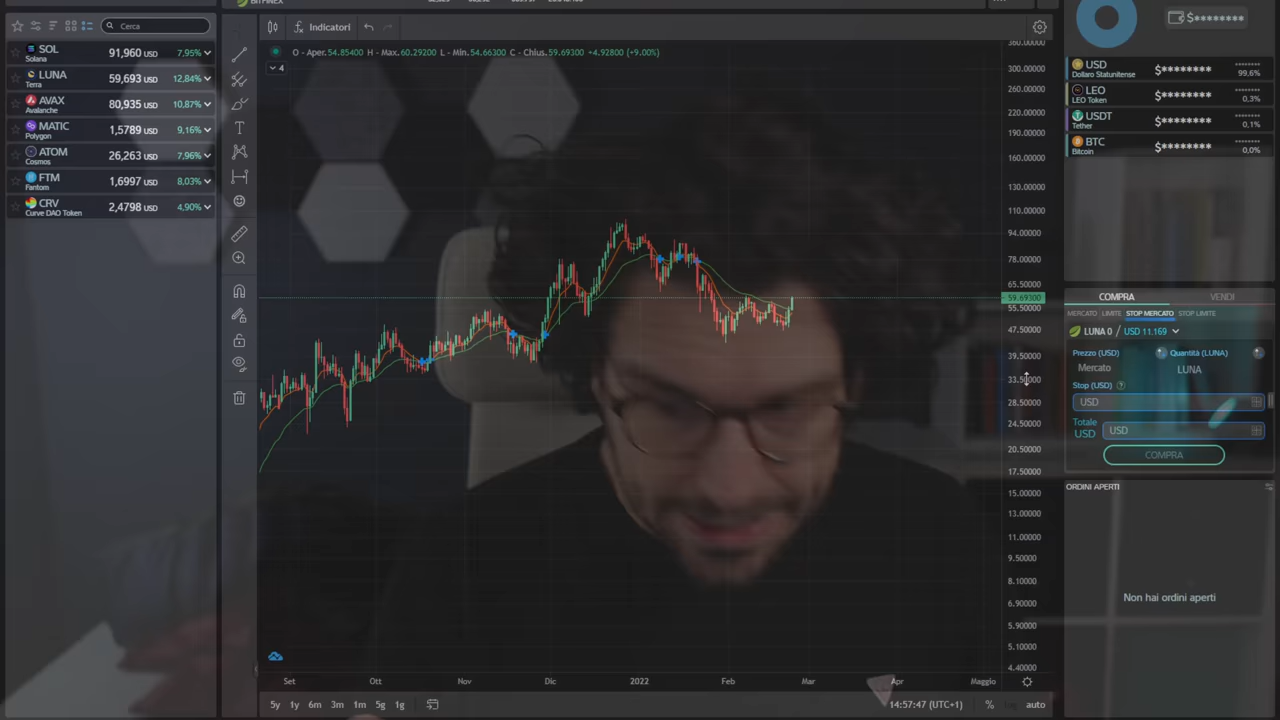 BITFINEX
Cerca
SOL
Solana
91,960 USD
7,95%
LUNA
Terra
59,693 USD
12,84%
AVAX
Avalanche
80,935 USD
10,87%
MATIC
Polygon
1,5789 USD
9,16%
ATOM
Cosmos
26,263 USD
7,96%
FTM
Fantom
1,6997 USD
8,03%
CRV
Curve DAO Token
2,4798 USD
4,90%
Indicatori
O - Aper.54.85400 H - Max.60.29200 L - Min.54.66300 C - Chius.59.69300 +4.92800 (+9.00%)
4
360.00000
300.00000
260.00000
220.00000
190.00000
160.00000
130.00000
110.00000
94.00000
78.00000
65.50000
59.69300
55.50000
47.50000
39.50000
33.50000
28.50000
24.50000
20.50000
17.50000
15.00000
13.00000
11.00000
9.50000
8.10000
6.90000
5.90000
5.10000
4.40000
Set Ott Nov Dic 2022 Feb Mar Apr Maggio
5y 1y 6m 3m 1m 5g 1g
14:57:47 (UTC+1) % auto
$********
USD
Dollaro Statunitense
$********
********
99,6%
LEO
LEO Token
$********
********
0,3%
USDT
Tether
$********
********
0,1%
BTC
Bitcoin
$********
********
0,0%
COMPRA VENDI
MERCATO LIMITE STOP MERCATO STOP LIMITE
LUNA 0 / USD 11.169
Prezzo (USD) Quantità (LUNA)
Mercato LUNA
Stop (USD) ?
USD
Totale
USD
USD
COMPRA
ORDINI APERTI
Non hai ordini aperti